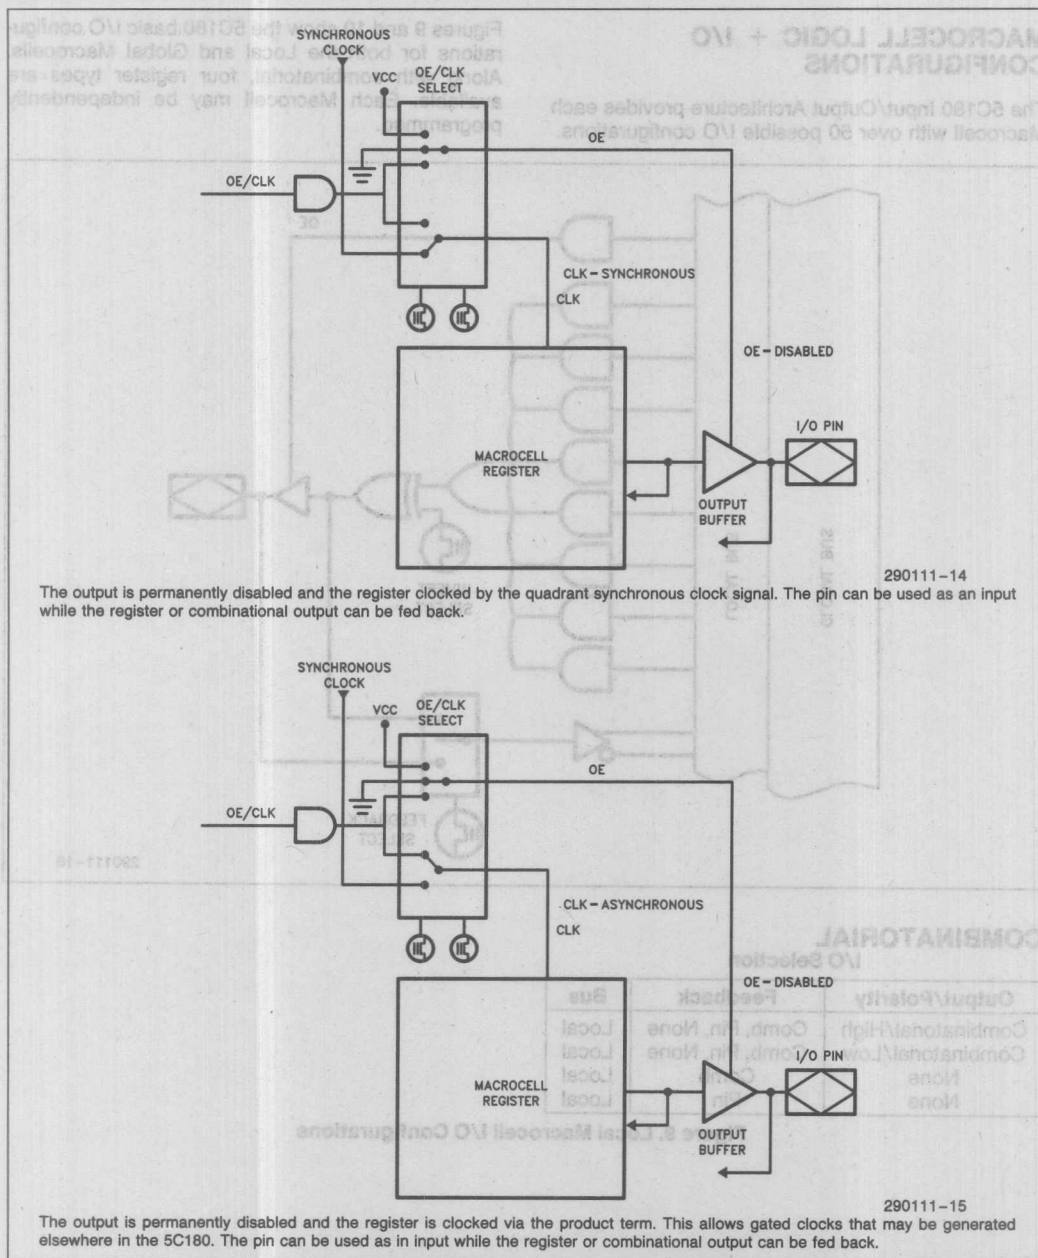 SYNCHRONOUS
CLOCK
VCC
OE/CLK
SELECT
OE
OE/CLK
CLK – SYNCHRONOUS
CLK
OE – DISABLED
I/O PIN
MACROCELL
REGISTER
OUTPUT
BUFFER
290111–14
The output is permanently disabled and the register clocked by the quadrant synchronous clock signal. The pin can be used as an input
while the register or combinational output can be fed back.
SYNCHRONOUS
CLOCK
VCC
OE/CLK
SELECT
OE
OE/CLK
CLK – ASYNCHRONOUS
CLK
OE – DISABLED
I/O PIN
MACROCELL
REGISTER
OUTPUT
BUFFER
290111–15
The output is permanently disabled and the register is clocked via the product term. This allows gated clocks that may be generated
elsewhere in the 5C180. The pin can be used as in input while the register or combinational output can be fed back.